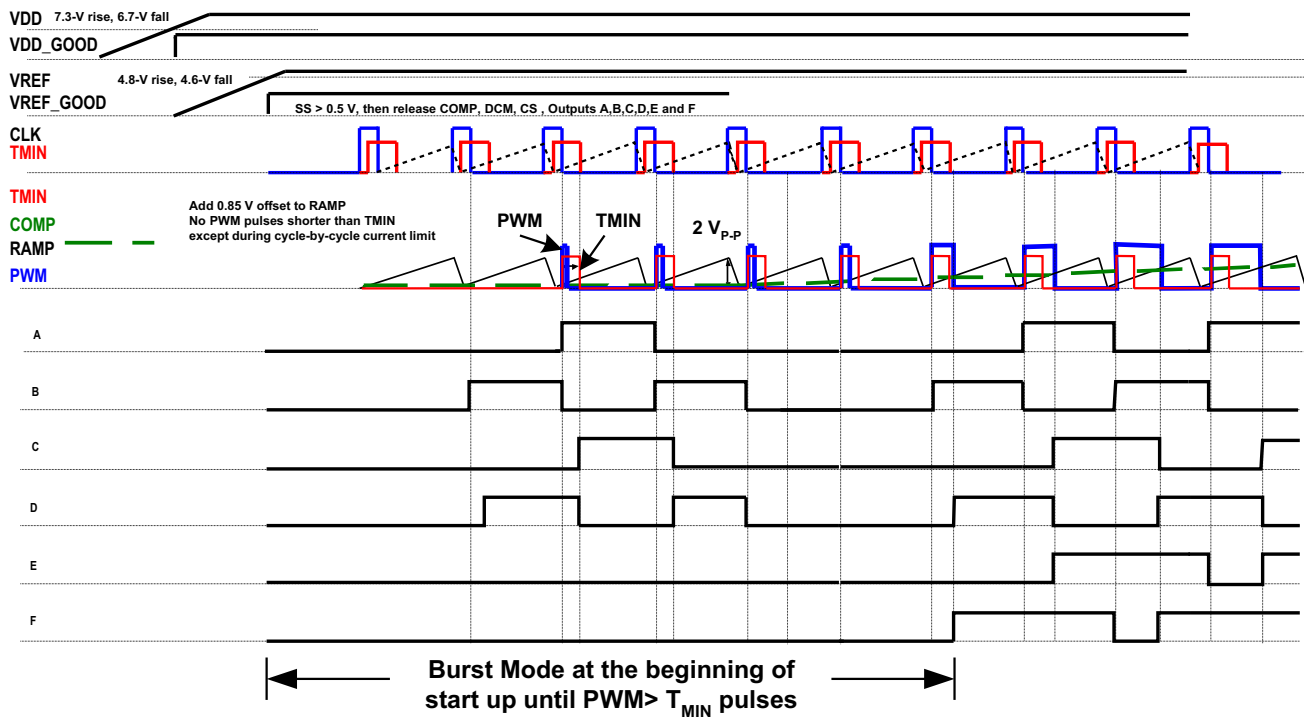 VDD 7.3-V rise, 6.7-V fall
VDD_GOOD
VREF 4.8-V rise, 4.6-V fall
VREF_GOOD
SS > 0.5 V, then release COMP, DCM, CS , Outputs A,B,C,D,E and F
CLK
TMIN
TMIN
COMP
RAMP
PWM
Add 0.85 V offset to RAMP
No PWM pulses shorter than TMIN
except during cycle-by-cycle current limit
PWM
TMIN
2 VP-P
A
B
C
D
E
F
Burst Mode at the beginning of
start up until PWM> TMIN pulses